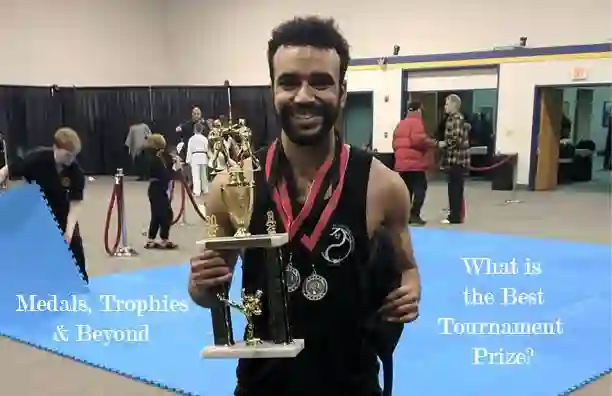 Medals, Trophies
& Beyond
What is
the Best
Tournament
Prize?